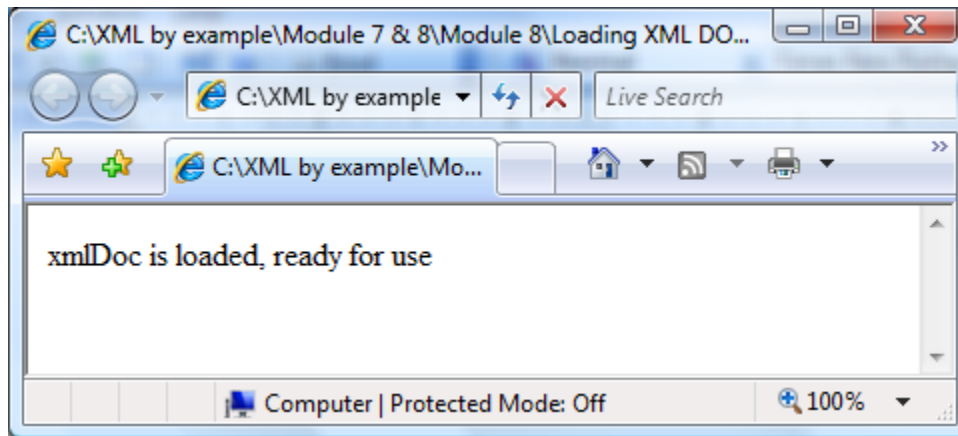 C:\XML by example\Module 7 & 8\Module 8\Loading XML DO...
C:\XML by example
Live Search
C:\XML by example\Mo...
xmlDoc is loaded, ready for use
Computer | Protected Mode: Off
100%